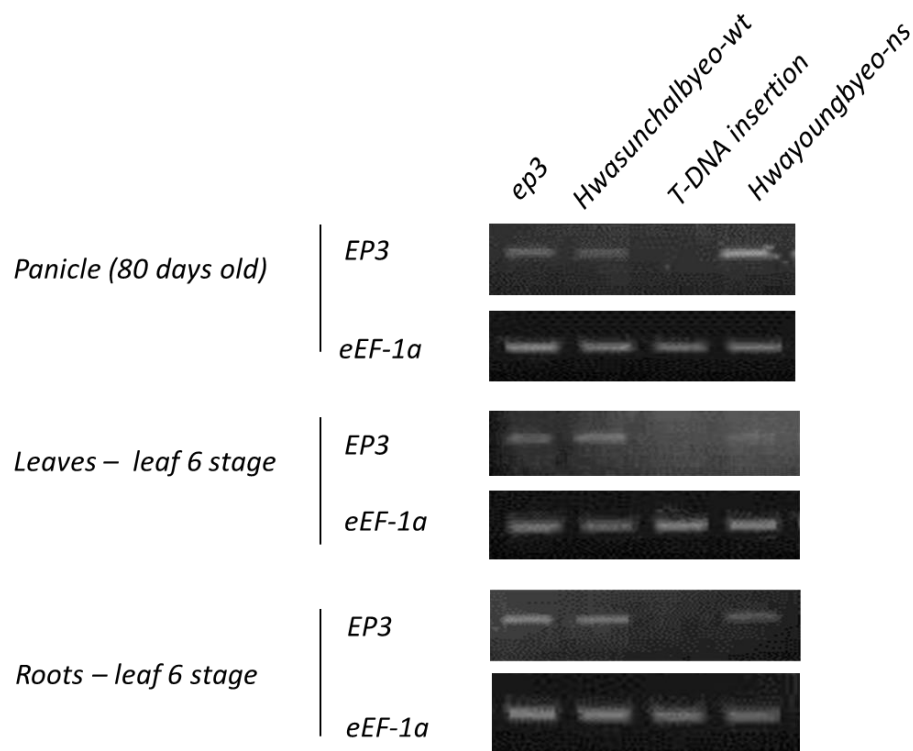 ep3
Hwasunchalbyeo-wt
T-DNA insertion
Hwayoungbyeo-ns
Panicle (80 days old)
EP3
eEF-1a
Leaves – leaf 6 stage
EP3
eEF-1a
Roots – leaf 6 stage
EP3
eEF-1a